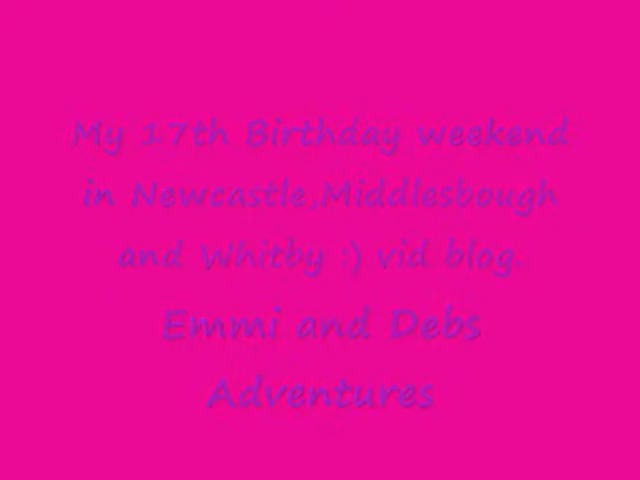 My 17th Birthday weekend
in Newcastle,Middlesbough
and Whitby :) vid blog.
Emmi and Debs
Adventures